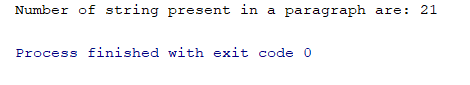 Number of string present in a paragraph are: 21
Process finished with exit code 0